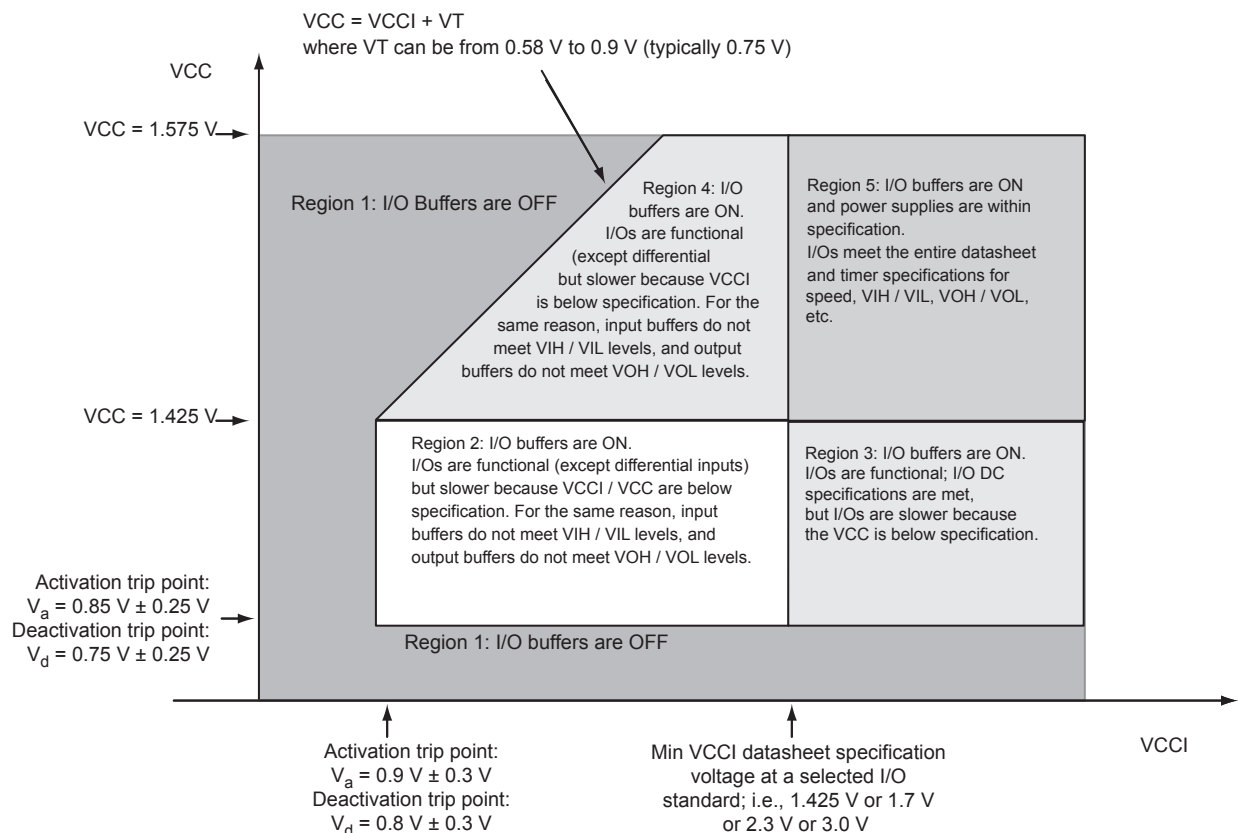 VCC = VCCI + VT
where VT can be from 0.58 V to 0.9 V (typically 0.75 V)
VCC
VCC = 1.575 V
Region 1: I/O Buffers are OFF
Region 4: I/O
buffers are ON.
I/Os are functional
(except differential
but slower because VCCI
is below specification. For the
same reason, input buffers do not
meet VIH / VIL levels, and output
buffers do not meet VOH / VOL levels.
Region 5: I/O buffers are ON
and power supplies are within
specification.
I/Os meet the entire datasheet
and timer specifications for
speed, VIH / VIL, VOH / VOL,
etc.
VCC = 1.425 V
Region 2: I/O buffers are ON.
I/Os are functional (except differential inputs)
but slower because VCCI / VCC are below
specification. For the same reason, input
buffers do not meet VIH / VIL levels, and
output buffers do not meet VOH / VOL levels.
Region 3: I/O buffers are ON.
I/Os are functional; I/O DC
specifications are met,
but I/Os are slower because
the VCC is below specification.
Activation trip point:
Va = 0.85 V ± 0.25 V
Deactivation trip point:
Vd = 0.75 V ± 0.25 V
Region 1: I/O buffers are OFF
VCCI
Activation trip point:
Va = 0.9 V ± 0.3 V
Deactivation trip point:
Vd = 0.8 V ± 0.3 V
Min VCCI datasheet specification
voltage at a selected I/O
standard; i.e., 1.425 V or 1.7 V
or 2.3 V or 3.0 V